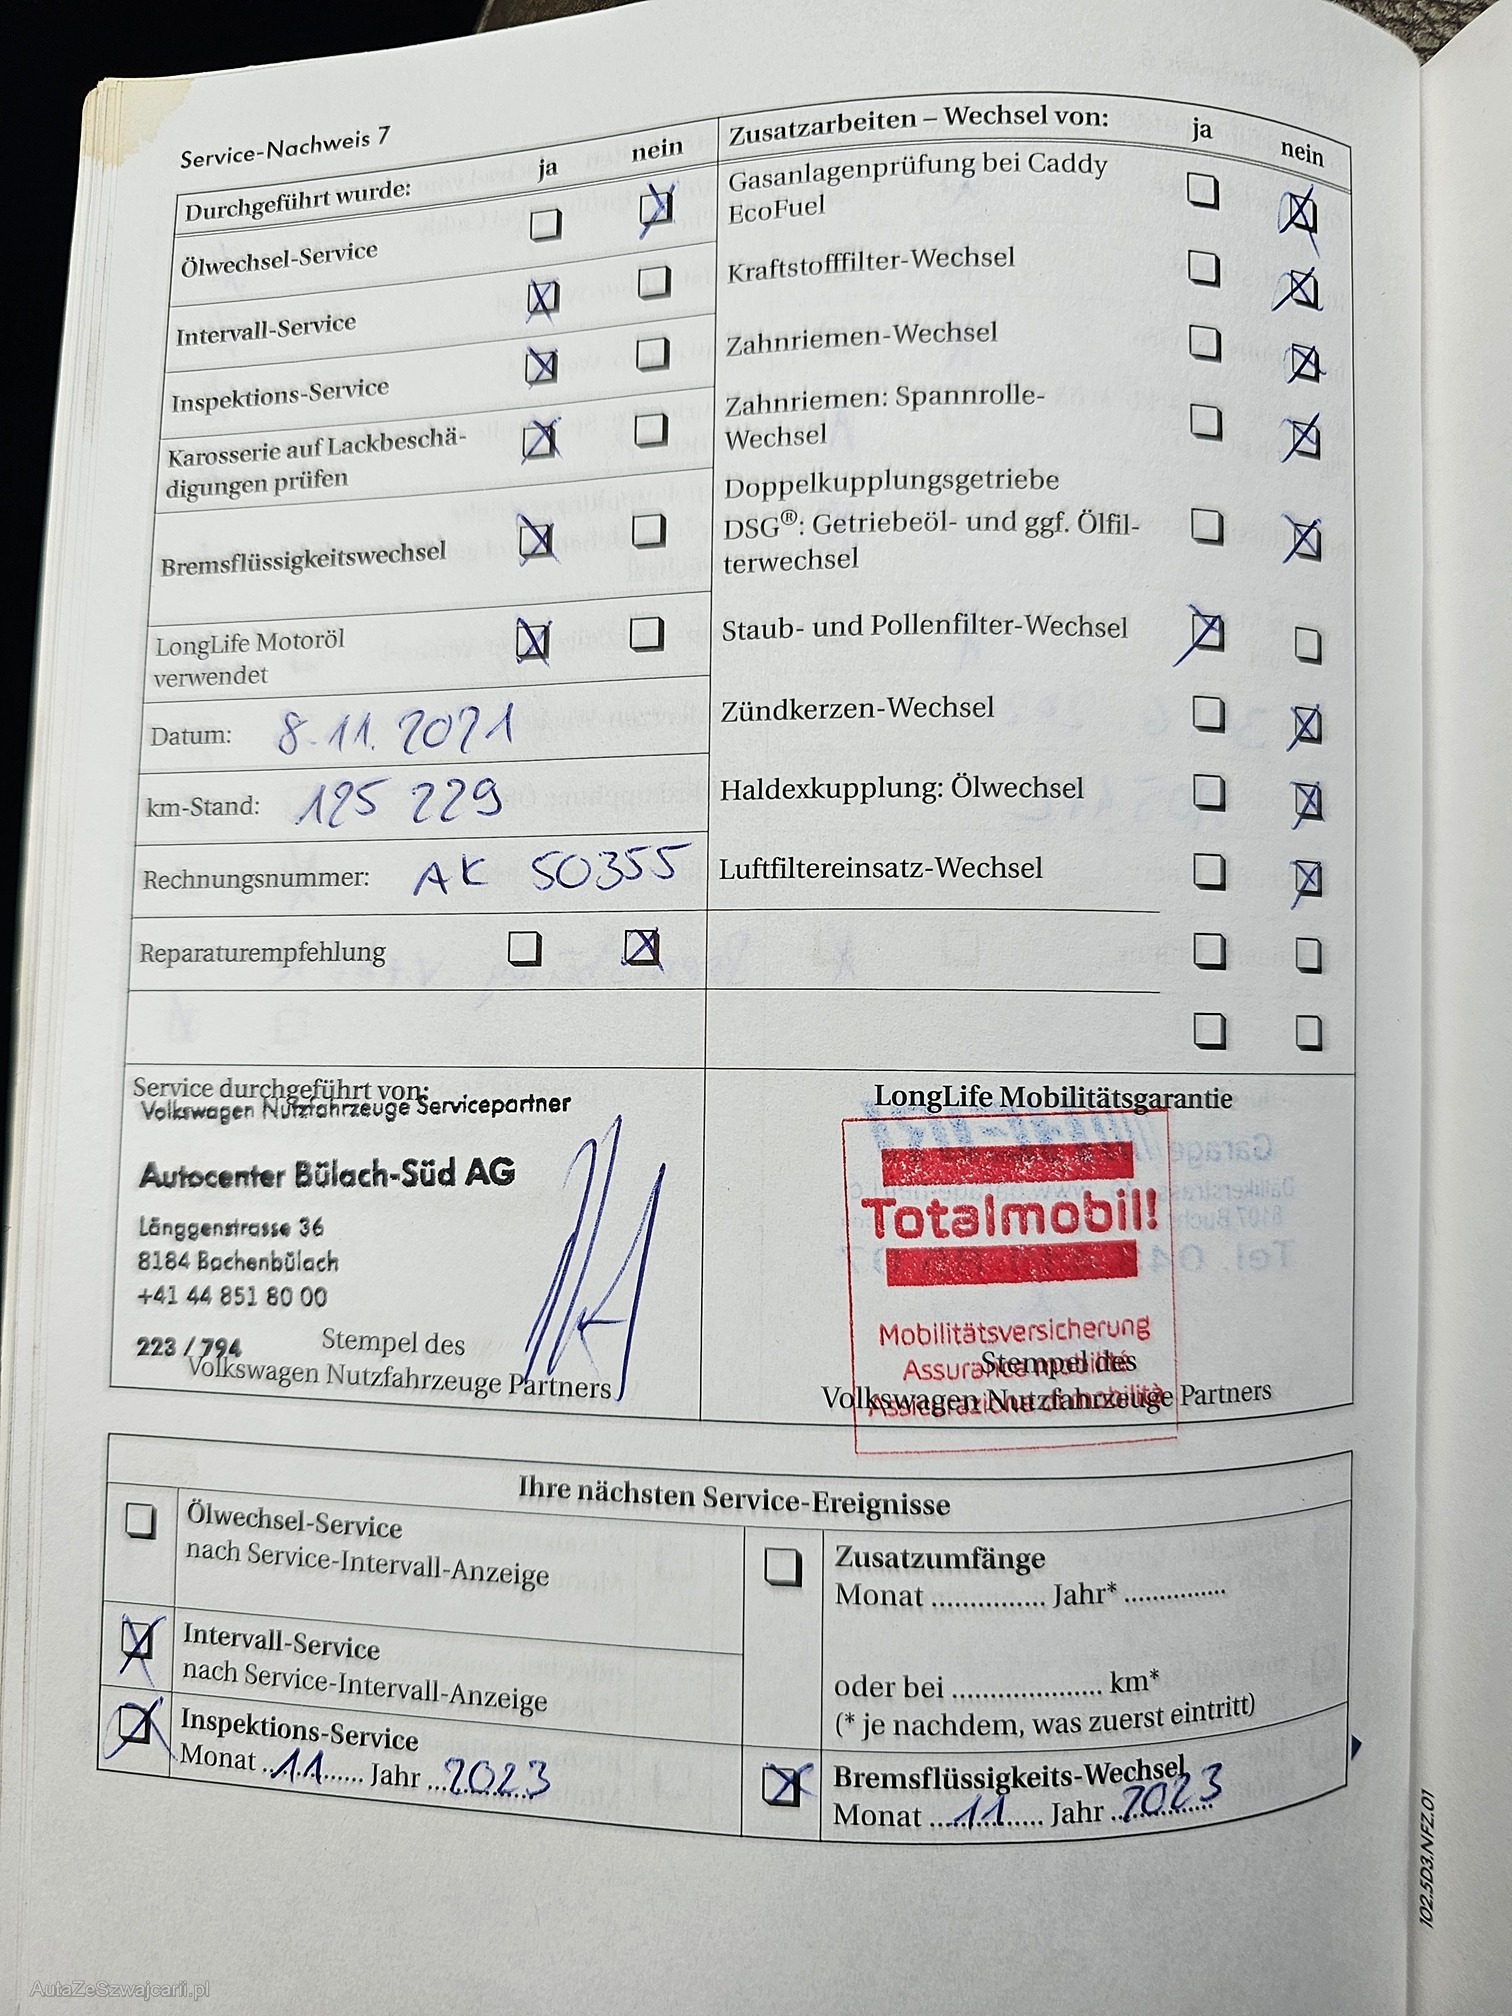 Service-Nachweis 7
Durchgeführt wurde: ja nein
Ölwechsel-Service
Intervall-Service
Inspektions-Service
Karosserie auf Lackbeschä-
digungen prüfen
Bremsflüssigkeitswechsel
LongLife Motoröl
verwendet
Datum: 8.11.2021
km-Stand: 125 229
Rechnungsnummer: AK 50355
Reparaturempfehlung
Zusatzarbeiten – Wechsel von: ja nein
Gasanlagenprüfung bei Caddy
EcoFuel
Kraftstofffilter-Wechsel
Zahnriemen-Wechsel
Zahnriemen: Spannrolle-
Wechsel
Doppelkupplungsgetriebe
DSG®: Getriebeöl- und ggf. Ölfil-
terwechsel
Staub- und Pollenfilter-Wechsel
Zündkerzen-Wechsel
Haldexkupplung: Ölwechsel
Luftfiltereinsatz-Wechsel
Service durchgeführt von:
Volkswagen Nutzfahrzeuge Servicepartner
Autocenter Bülach-Süd AG
Länggenstrasse 36
8184 Bachenbülach
+41 44 851 80 00
223 / 794
Stempel des
Volkswagen Nutzfahrzeuge Partners
LongLife Mobilitätsgarantie
Totalmobil!
Mobilitätsversicherung
Assurance mobilité
Assicurazione di mobilità
Stempel des
Volkswagen Nutzfahrzeuge Partners
Ihre nächsten Service-Ereignisse
Ölwechsel-Service
nach Service-Intervall-Anzeige
Intervall-Service
nach Service-Intervall-Anzeige
Inspektions-Service
Monat ..11.. Jahr ..2023
Zusatzumfänge
Monat ............... Jahr* ..............
oder bei ..................... km*
(* je nachdem, was zuerst eintritt)
Bremsflüssigkeits-Wechsel
Monat ..11.. Jahr ..2023
102.5D3.NFZ.01
AutaZeSzwajcarii.pl